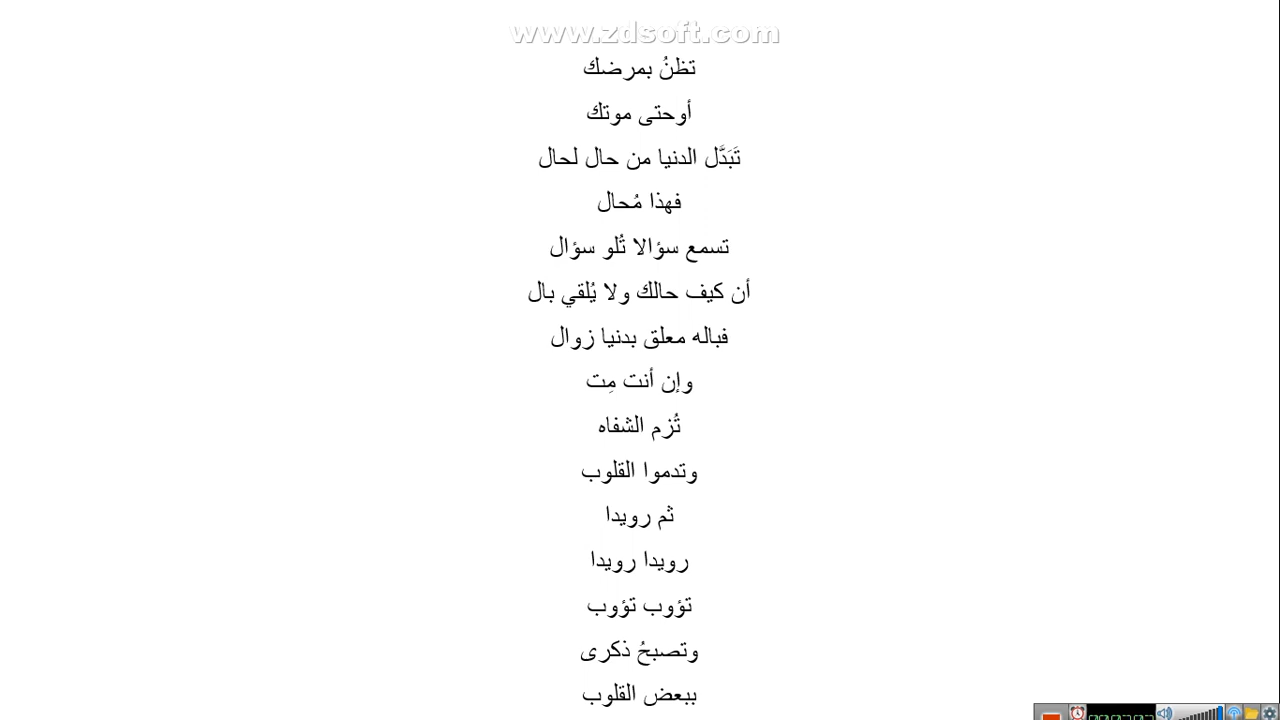 www.zdsoft.com
تظنُ بمرضك
أوحتى موتك
تَبَدَّل الدنيا من حال لحال
فهذا مُحال
تسمع سؤالا تُلو سؤال
أن كيف حالك ولا يُلقي بال
فباله معلق بدنيا زوال
وإن أنت مِت
تُزم الشفاه
وتدموا القلوب
ثم رويدا
رويدا رويدا
تؤوب تؤوب
وتصبحُ ذكرى
ببعض القلوب